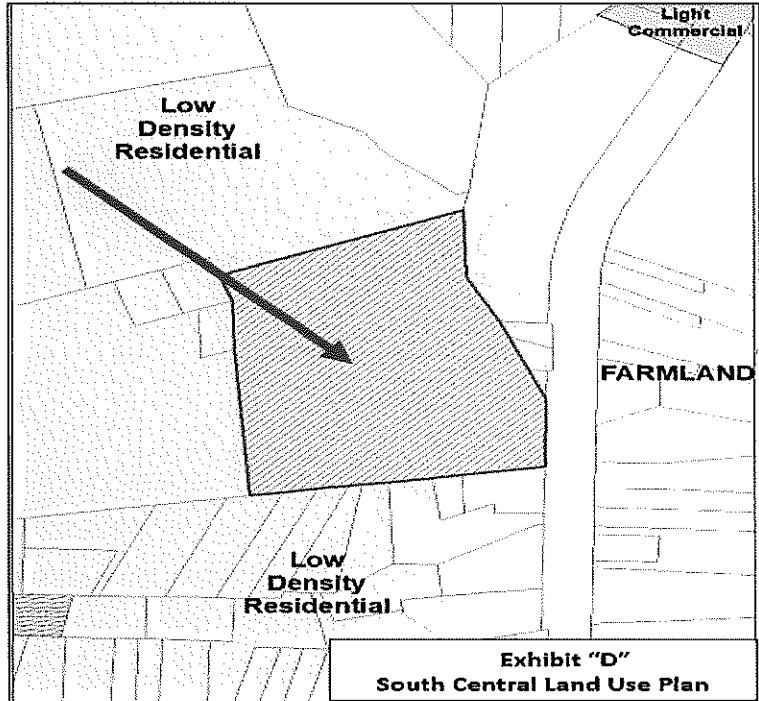 Light
Commercial
Low
Density
Residential
FARMLAND
Low
Density
Residential
Exhibit "D"
South Central Land Use Plan